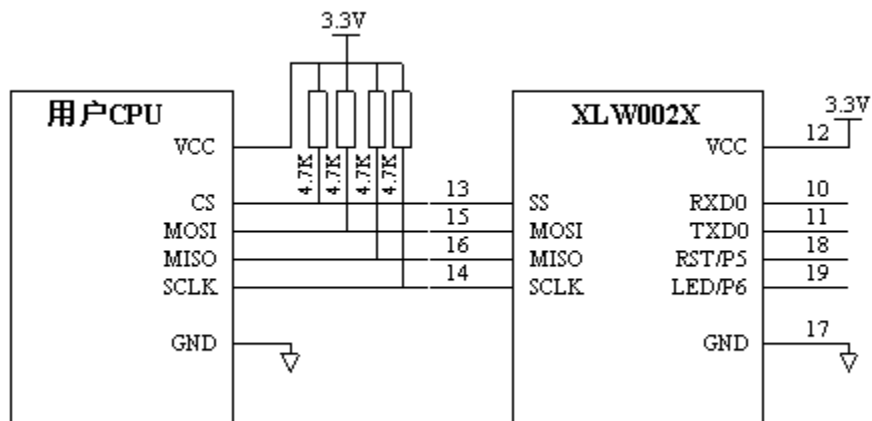 3.3V
用户CPU
VCC
CS
MOSI
MISO
SCLK
GND
4.7K
4.7K
4.7K
4.7K
13
15
16
14
XLW002X
SS
MOSI
MISO
SCLK
VCC
RXD0
TXD0
RST/P5
LED/P6
GND
3.3V
12
10
11
18
19
17